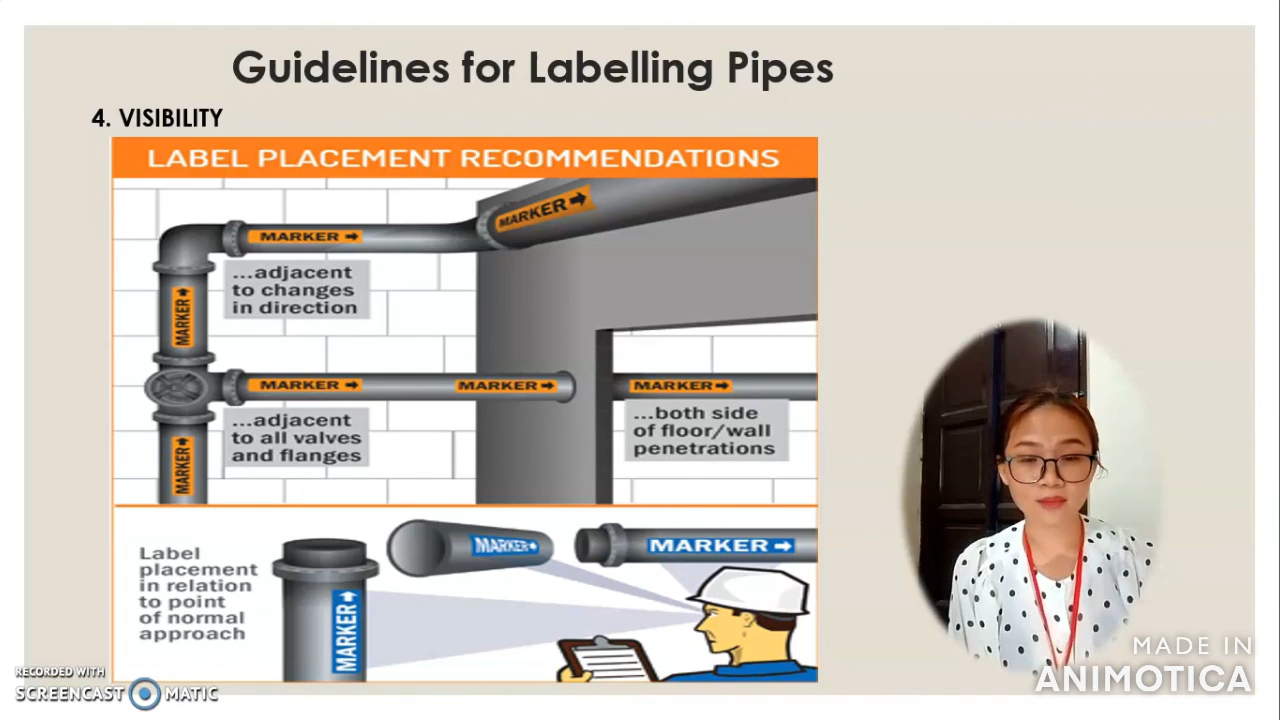 Guidelines for Labelling Pipes
4. VISIBILITY
LABEL PLACEMENT RECOMMENDATIONS
MARKER
MARKER
...adjacent
to changes
in direction
MARKER
MARKER
MARKER
MARKER
...adjacent
to all valves
and flanges
...both side
of floor/wall
penetrations
MARKER
Label
placement
in relation
to point
of normal
approach
MARKER
MARKER
MARKER
RECORDED WITH
SCREENCAST MATIC
MADE IN
ANIMOTICA